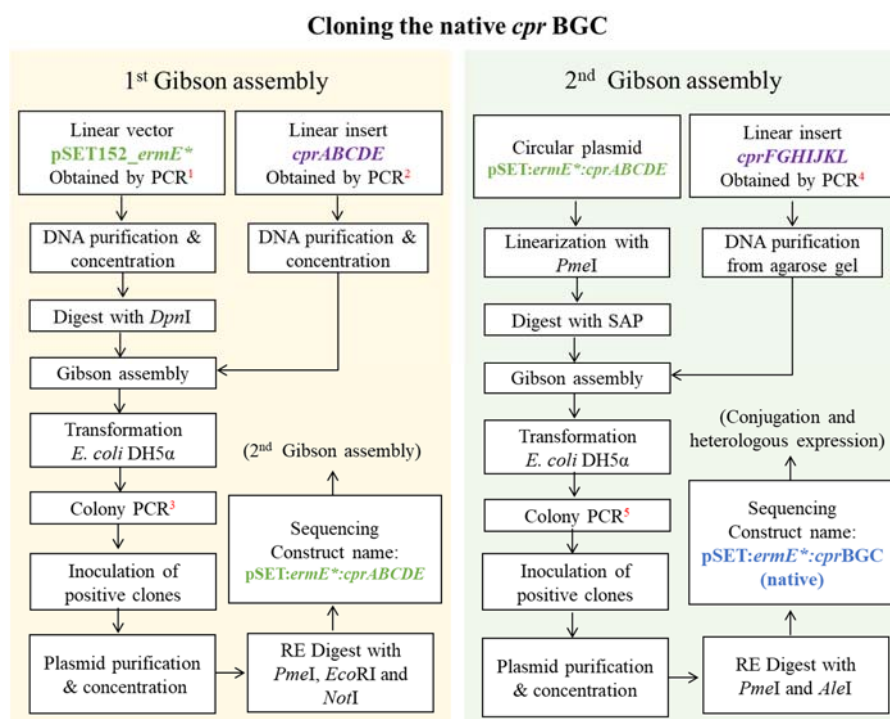 Cloning the native cpr BGC
1st Gibson assembly
Linear vector
pSET152_ermE*
Obtained by PCR1
Linear insert
cprABCDE
Obtained by PCR2
DNA purification &
concentration
DNA purification &
concentration
Digest with DpnI
Gibson assembly
Transformation
E. coli DH5α
(2nd Gibson assembly)
Colony PCR3
Sequencing
Construct name:
pSET:ermE*:cprABCDE
Inoculation of
positive clones
Plasmid purification
& concentration
RE Digest with
PmeI, EcoRI and
NotI
2nd Gibson assembly
Circular plasmid
pSET:ermE*:cprABCDE
Linear insert
cprFGHIJKL
Obtained by PCR4
Linearization with
PmeI
DNA purification
from agarose gel
Digest with SAP
Gibson assembly
Transformation
E. coli DH5α
(Conjugation and
heterologous expression)
Colony PCR5
Sequencing
Construct name:
pSET:ermE*:cprBGC
(native)
Inoculation of
positive clones
Plasmid purification
& concentration
RE Digest with
PmeI and AleI